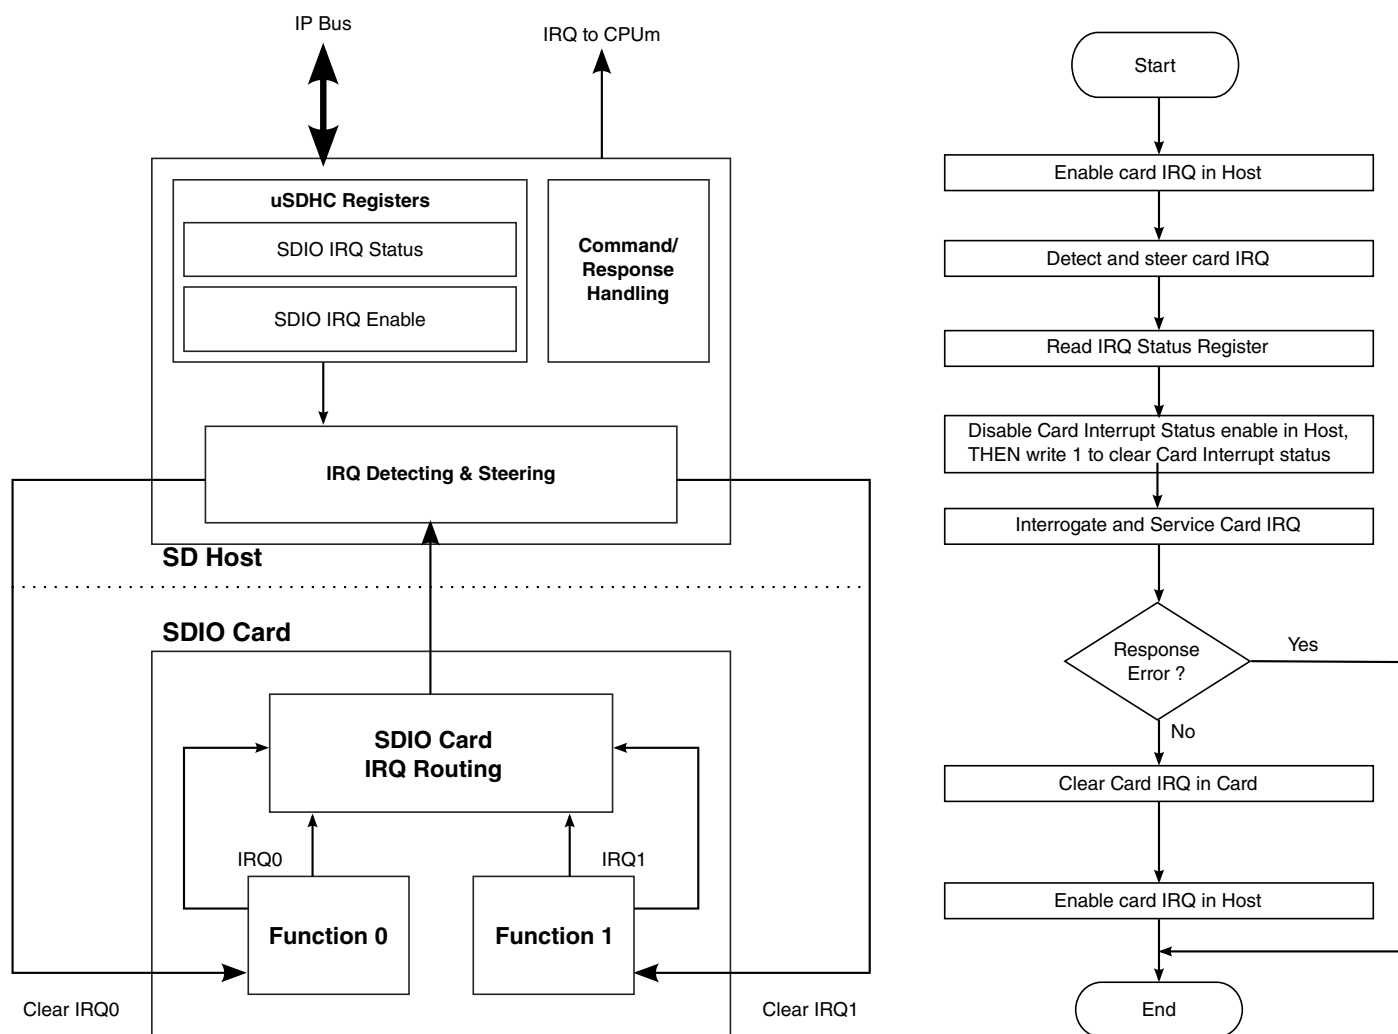 IP Bus
IRQ to CPUm
uSDHC Registers
SDIO IRQ Status
SDIO IRQ Enable
Command/
Response
Handling
IRQ Detecting & Steering
SD Host
SDIO Card
SDIO Card
IRQ Routing
IRQ0
IRQ1
Function 0
Function 1
Clear IRQ0
Clear IRQ1
Start
Enable card IRQ in Host
Detect and steer card IRQ
Read IRQ Status Register
Disable Card Interrupt Status enable in Host,
THEN write 1 to clear Card Interrupt status
Interrogate and Service Card IRQ
Response
Error ?
Yes
No
Clear Card IRQ in Card
Enable card IRQ in Host
End